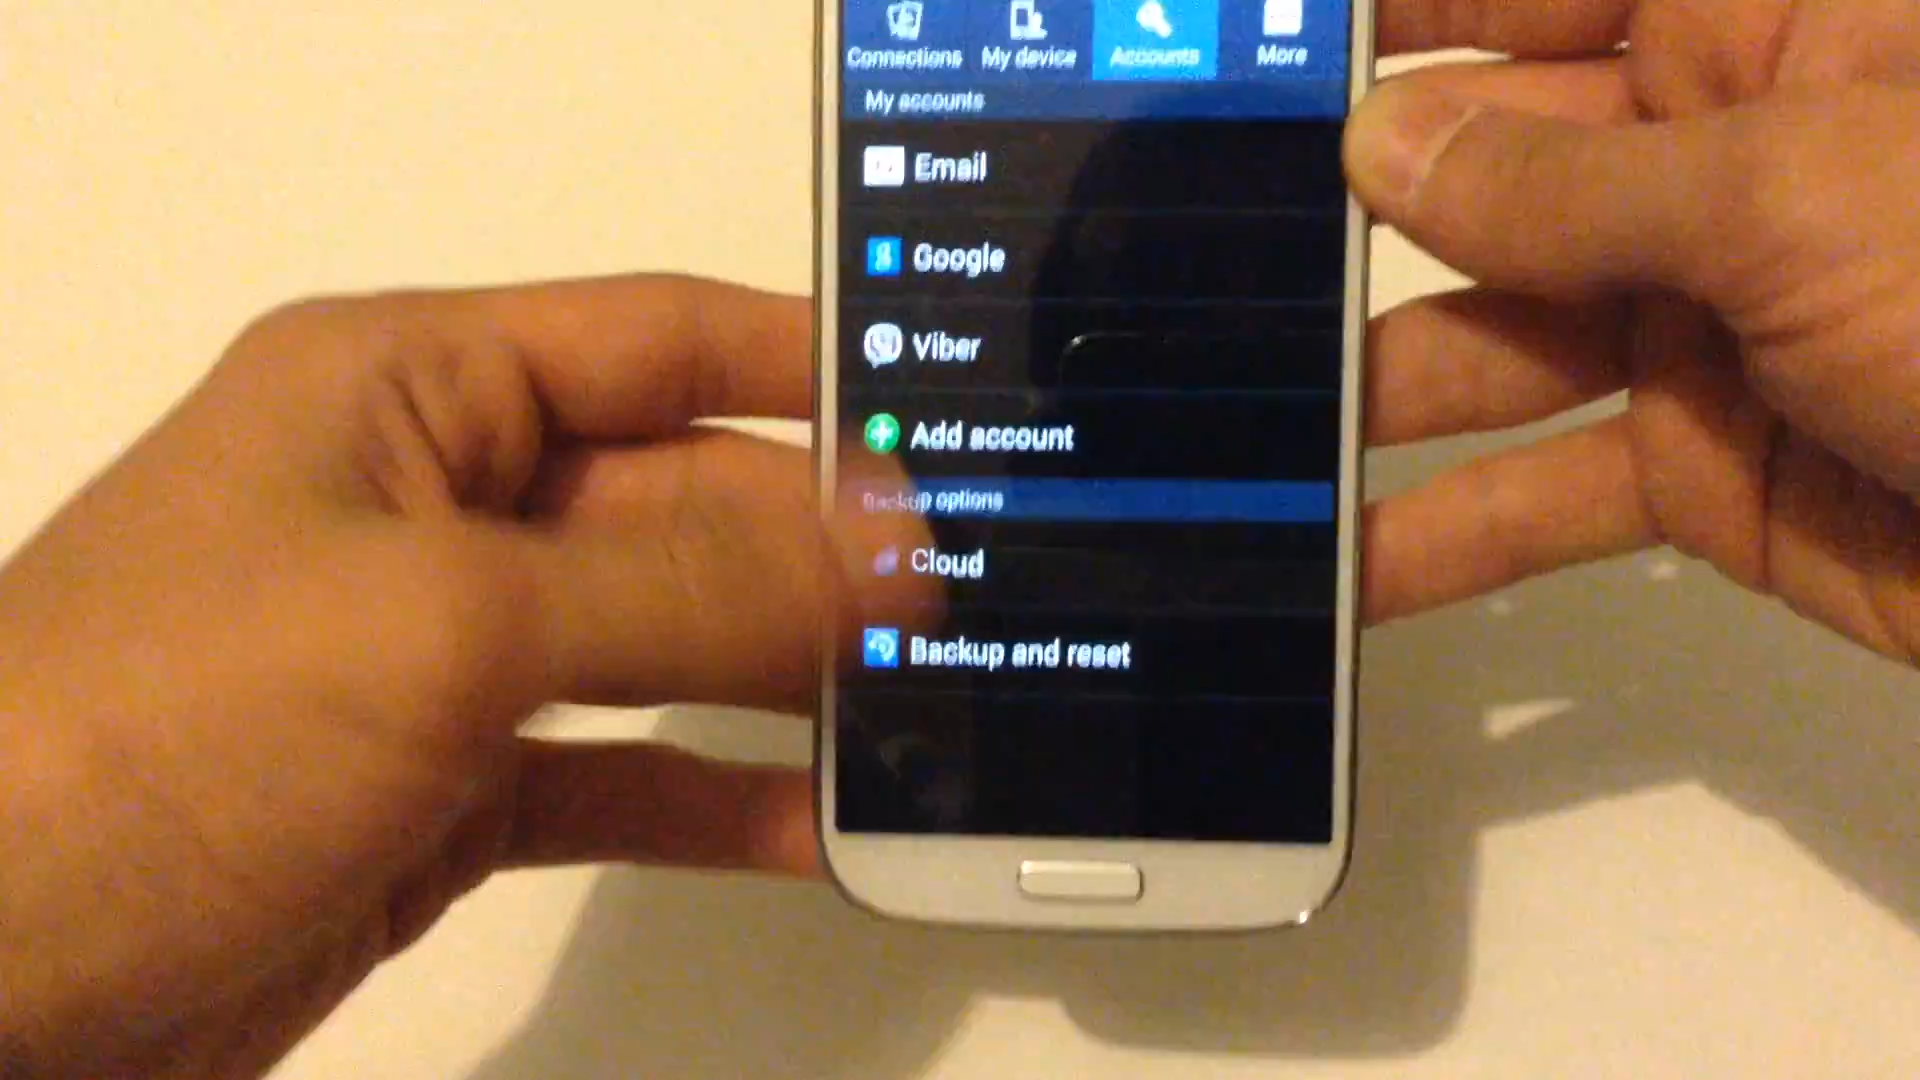 Connections My device Accounts More
My accounts
Email
Google
Viber
Add account
Backup options
Cloud
Backup and reset